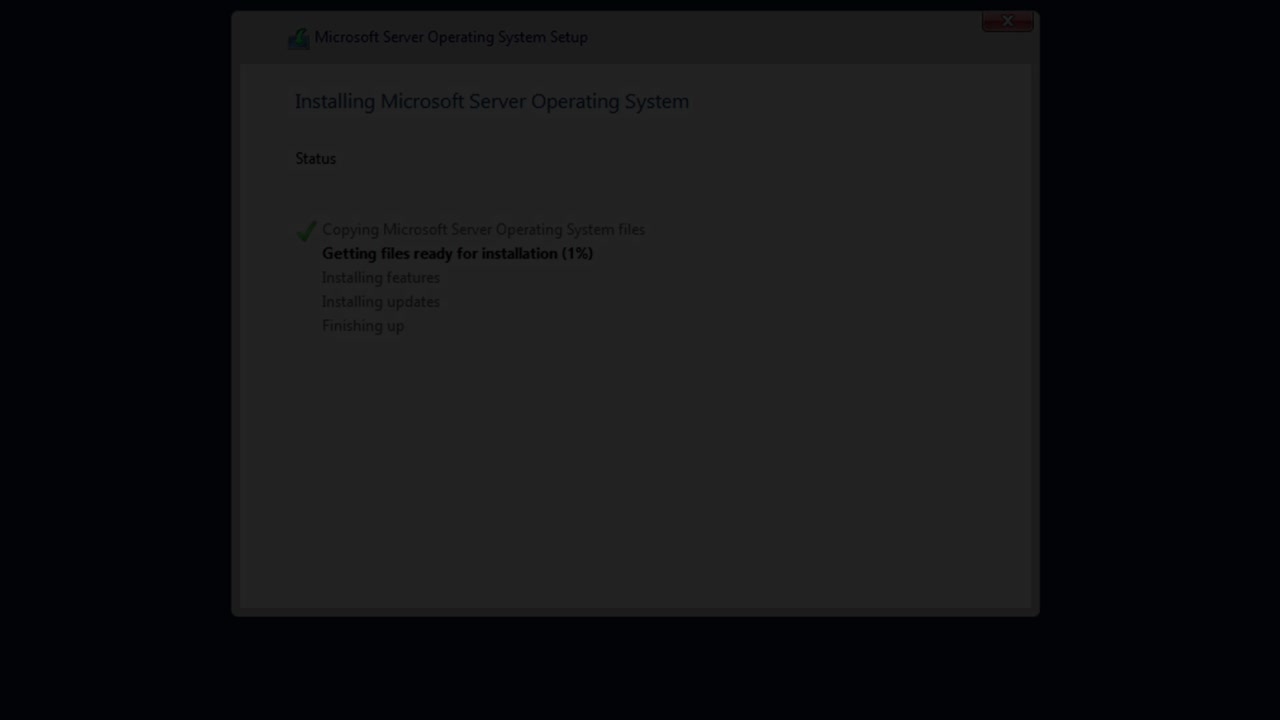 Microsoft Server Operating System Setup
Installing Microsoft Server Operating System
Status
Copying Microsoft Server Operating System files
Getting files ready for installation (1%)
Installing features
Installing updates
Finishing up